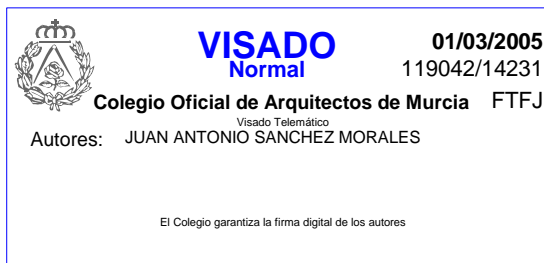 VISADO
Normal
01/03/2005
119042/14231
Colegio Oficial de Arquitectos de Murcia FTFJ
Visado Telemático
Autores: JUAN ANTONIO SANCHEZ MORALES
El Colegio garantiza la firma digital de los autores